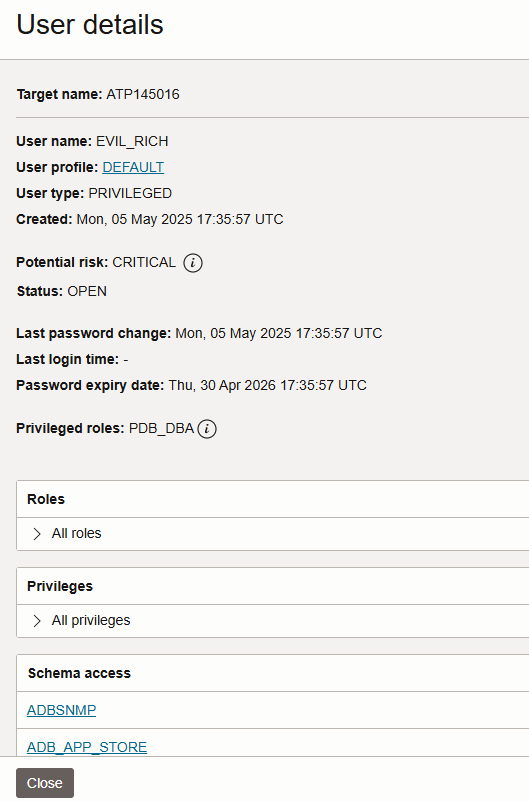 User details
Target name: ATP145016
User name: EVIL_RICH
User profile: DEFAULT
User type: PRIVILEGED
Created: Mon, 05 May 2025 17:35:57 UTC
Potential risk: CRITICAL i
Status: OPEN
Last password change: Mon, 05 May 2025 17:35:57 UTC
Last login time: -
Password expiry date: Thu, 30 Apr 2026 17:35:57 UTC
Privileged roles: PDB_DBA i
Roles
All roles
Privileges
All privileges
Schema access
ADBSNMP
ADB_APP_STORE
Close